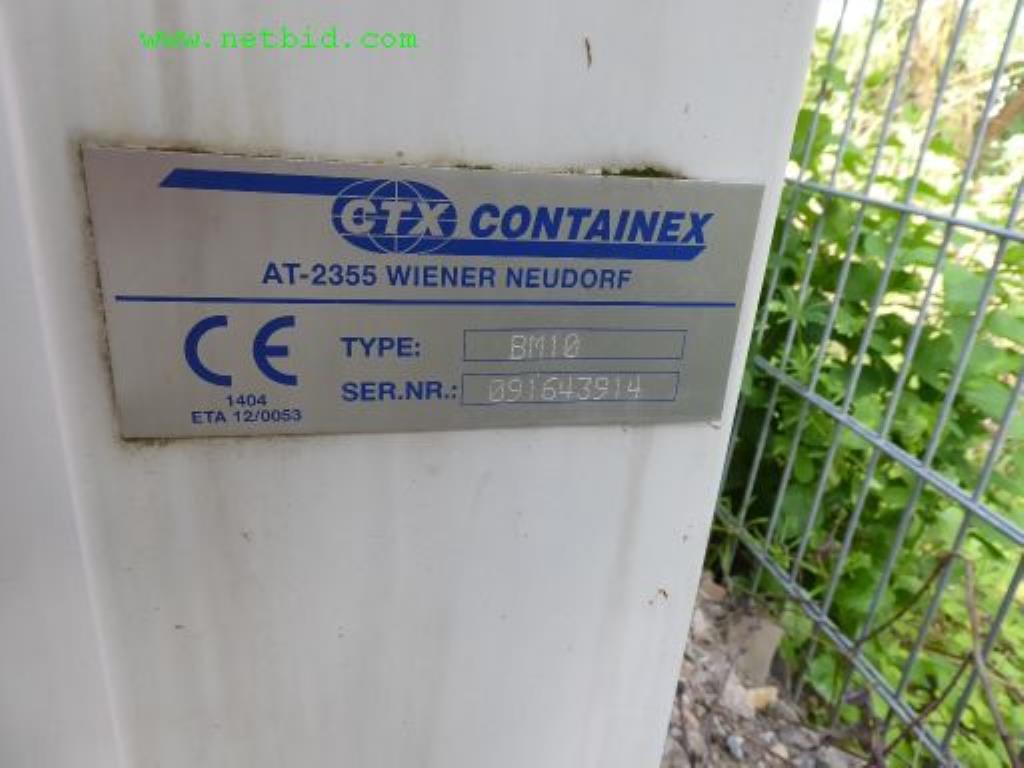 www.netbid.com
CTX CONTAINEX
AT-2355 WIENER NEUDORF
CE
1404
ETA 12/0053
TYPE: BM10
SER.NR.: 091643914